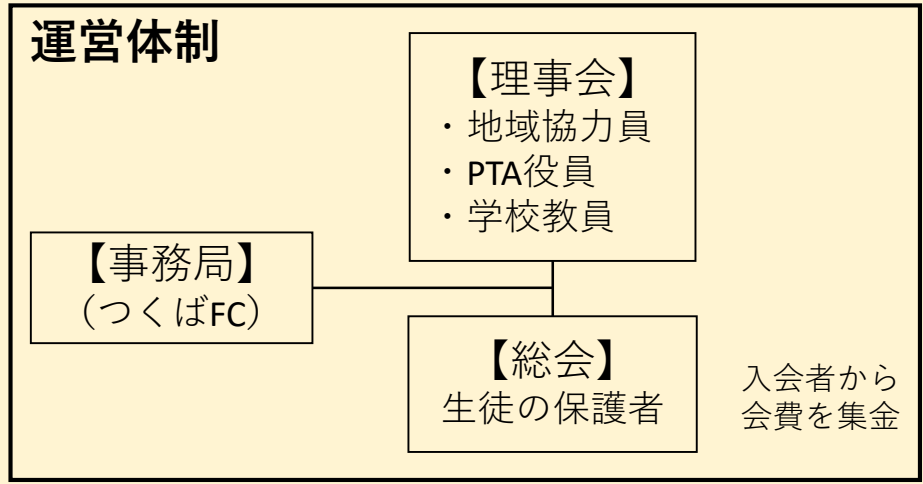 運営体制
【理事会】
・地域協力員
・PTA役員
・学校教員
【事務局】
（つくばFC）
【総会】
生徒の保護者
入会者から
会費を集金